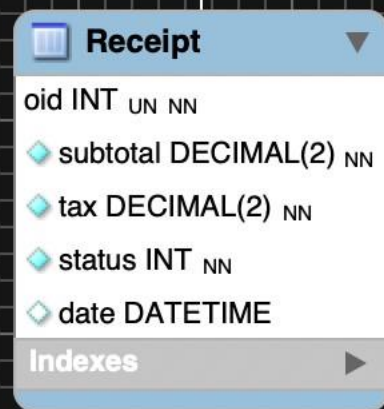 Receipt
oid INT UN NN
subtotal DECIMAL(2) NN
tax DECIMAL(2) NN
status INT NN
date DATETIME
Indexes